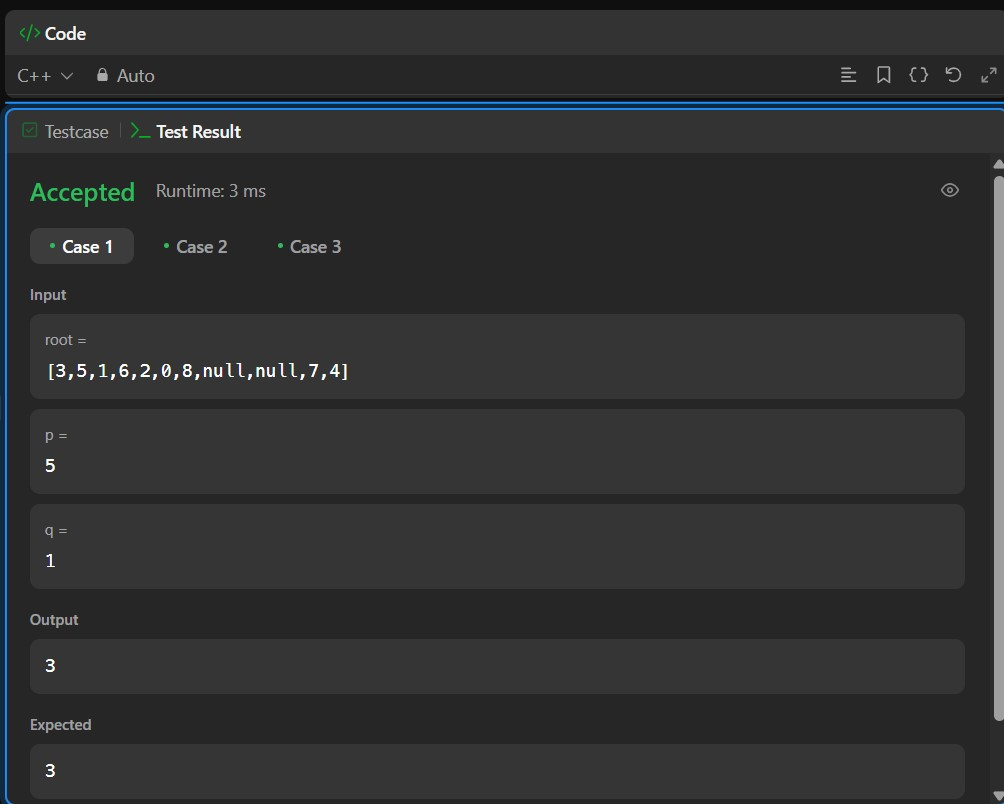 </> Code
C++ Auto
Testcase Test Result
Accepted Runtime: 3 ms
Case 1 Case 2 Case 3
Input
root =
[3,5,1,6,2,0,8,null,null,7,4]
p =
5
q =
1
Output
3
Expected
3